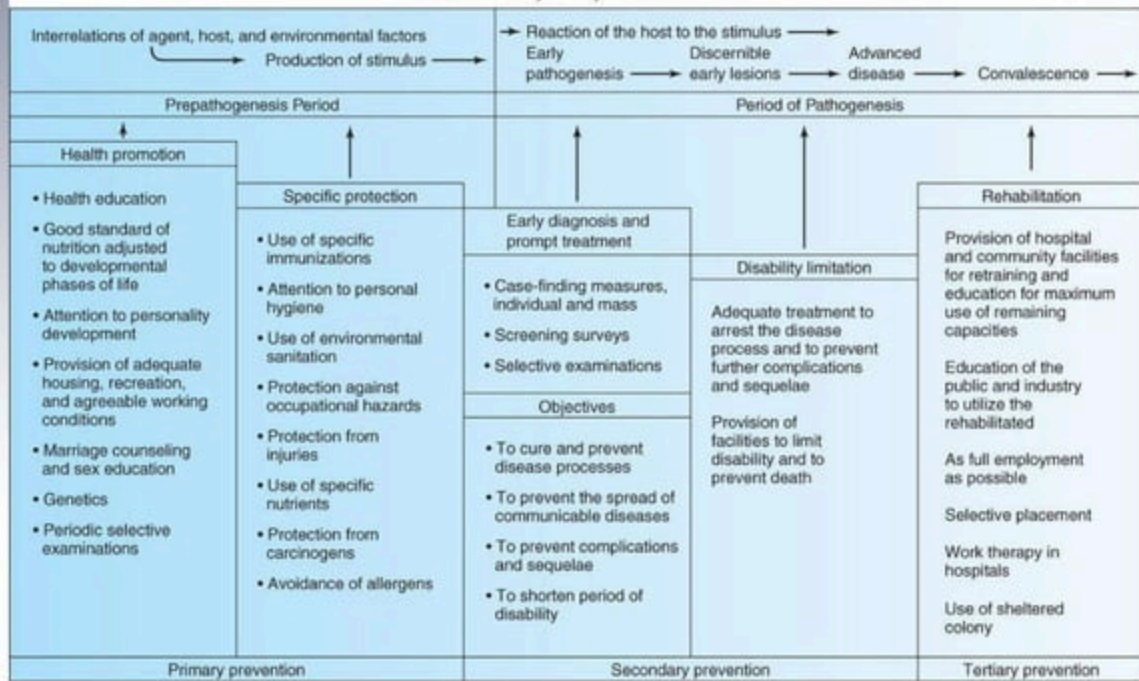 Interrelations of agent, host, and environmental factors
Production of stimulus
Reaction of the host to the stimulus
Early
pathogenesis
Discernible
early lesions
Advanced
disease
Convalescence
Prepathogenesis Period
Period of Pathogenesis
Health promotion
• Health education
• Good standard of
nutrition adjusted
to developmental
phases of life
• Attention to personality
development
• Provision of adequate
housing, recreation,
and agreeable working
conditions
• Marriage counseling
and sex education
• Genetics
• Periodic selective
examinations
Specific protection
• Use of specific
immunizations
• Attention to personal
hygiene
• Use of environmental
sanitation
• Protection against
occupational hazards
• Protection from
injuries
• Use of specific
nutrients
• Protection from
carcinogens
• Avoidance of allergens
Early diagnosis and
prompt treatment
• Case-finding measures,
individual and mass
• Screening surveys
• Selective examinations
Objectives
• To cure and prevent
disease processes
• To prevent the spread of
communicable diseases
• To prevent complications
and sequelae
• To shorten period of
disability
Disability limitation
Adequate treatment to
arrest the disease
process and to prevent
further complications
and sequelae
Provision of
facilities to limit
disability and to
prevent death
Rehabilitation
Provision of hospital
and community facilities
for retraining and
education for maximum
use of remaining
capacities
Education of the
public and industry
to utilize the
rehabilitated
As full employment
as possible
Selective placement
Work therapy in
hospitals
Use of sheltered
colony
Primary prevention
Secondary prevention
Tertiary prevention